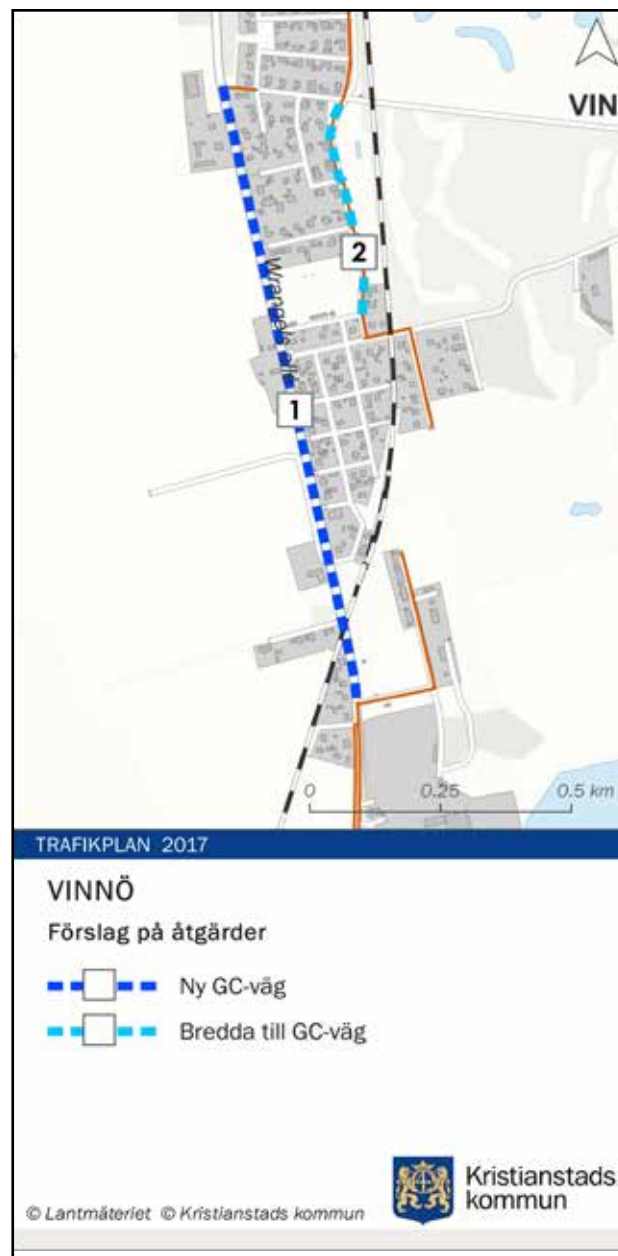 VIN
2
Wrangels allé
1
0
0.25
0.5 km
TRAFIKPLAN 2017
VINNÖ
Förslag på åtgärder
Ny GC-väg
Bredda till GC-väg
Kristianstads
kommun
© Lantmäteriet © Kristianstads kommun